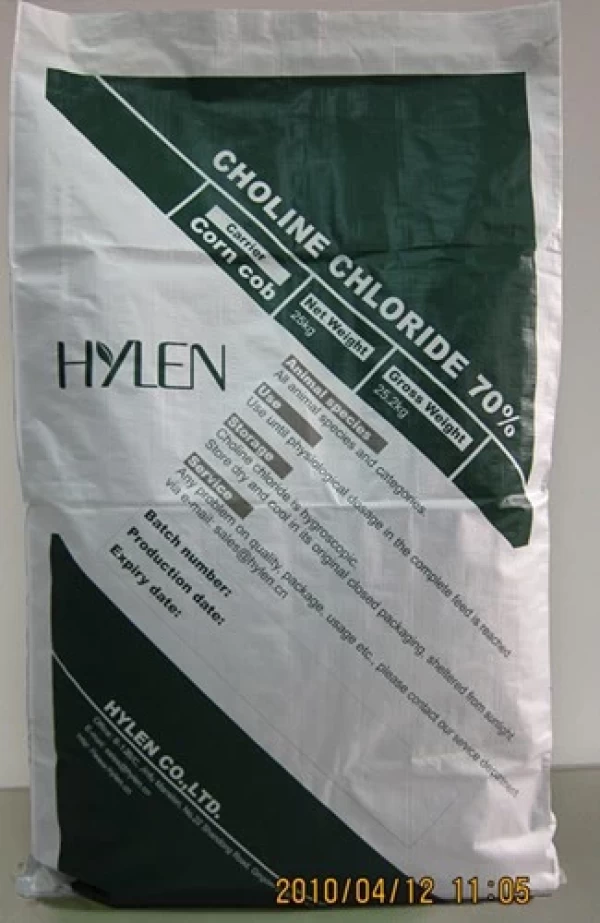 CHOLINE CHLORIDE 70%
Carrier
Corn cob
Net Weight
25kg
Gross Weight
25.2kg
HYLEN
Animal species
All animal species and categories.
Use
Use until physiological dosage in the complete feed is reached
Storage
Choline chloride is hygroscopic.
Store dry and cool in its original closed packaging, sheltered from sunlight.
Service
Any problem on quality, package, usage etc., please contact our service department
via e-mail: sales@hylen.cn
Batch number:
Production date:
Expiry date:
HYLEN CO.,LTD.
2010/04/12 11:05